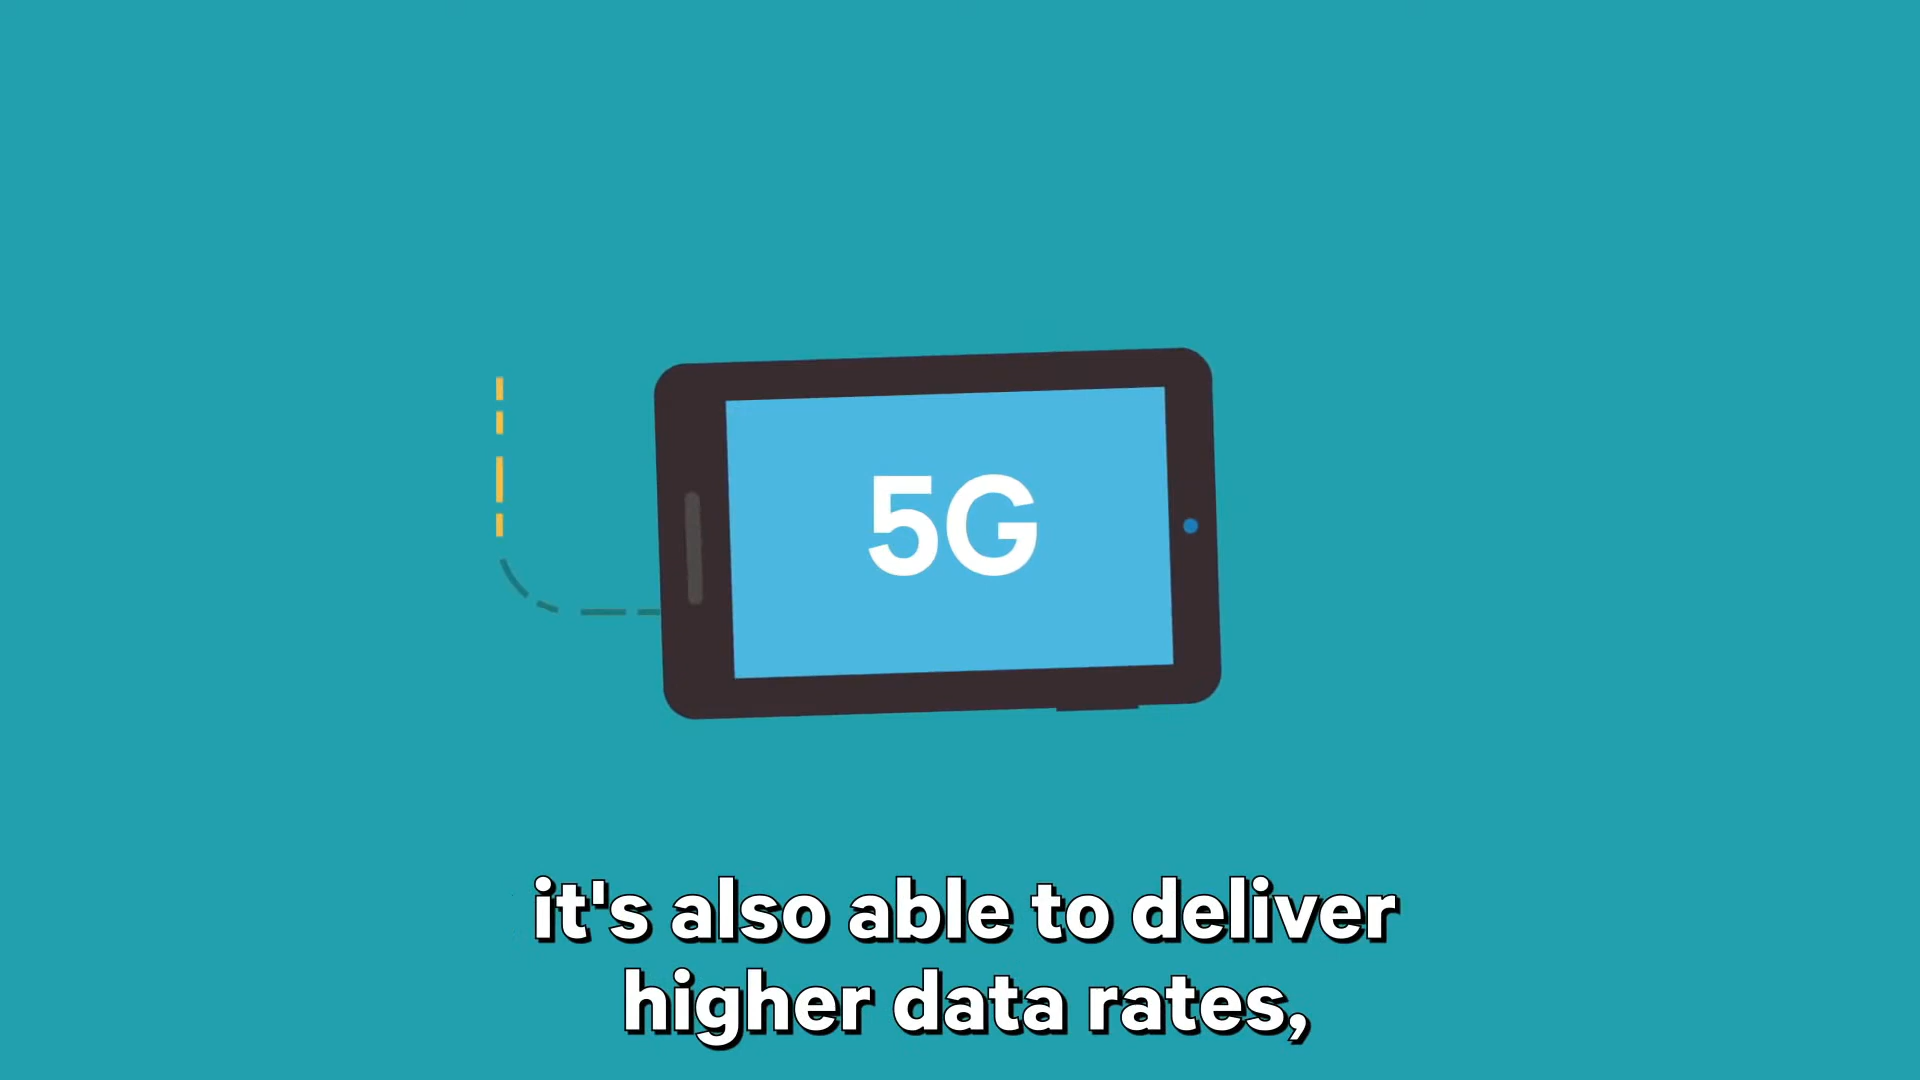 5G
it's also able to deliver
higher data rates,